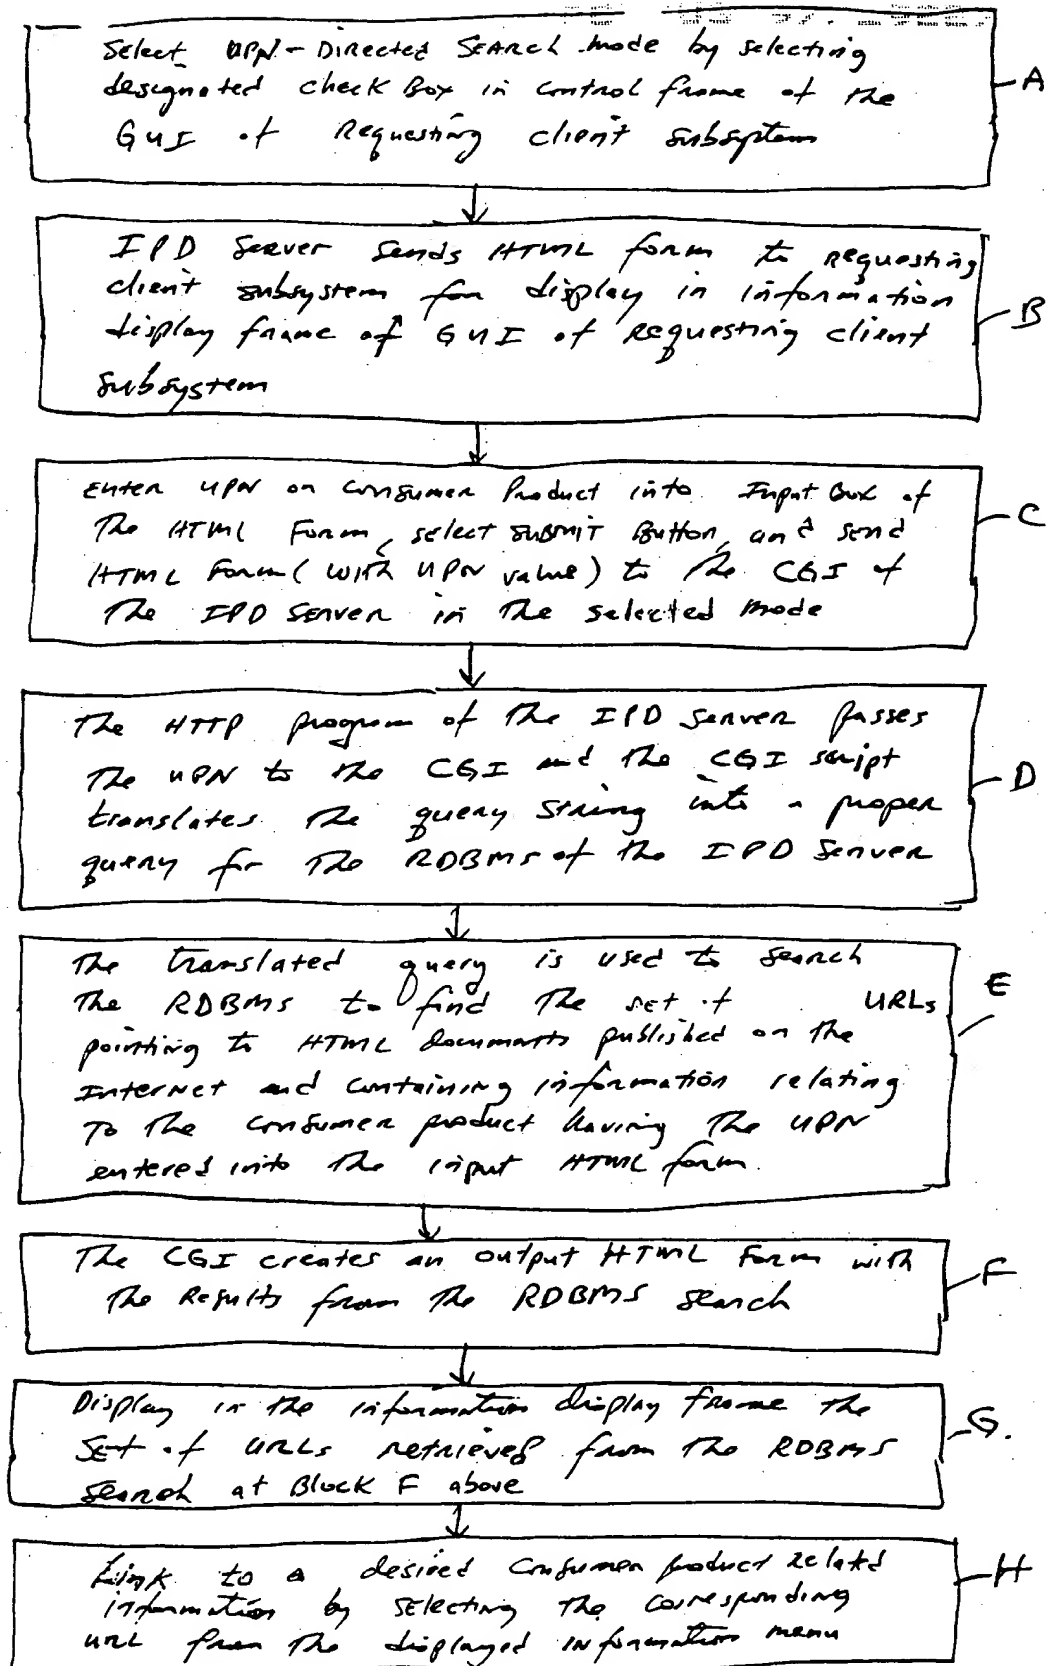 Select UPN-Directed Search mode by selecting
designated check Box in control frame of the
GUI of Requesting client subsystem
A
IPD Server sends HTML form to requesting
client subsystem for display in information
display frame of GUI of requesting client
subsystem
B
Enter UPN on Consumer Product into Input Box of
The HTML Form, select SUBMIT Button, and send
HTML Form (with UPN value) to the CGI of
The IPD Server in the selected mode
C
The HTTP program of the IPD Server passes
The UPN to the CGI and the CGI script
translates the query string into a proper
query for the RDBMS of the IPD Server
D
The translated query is used to search
the RDBMS to find the set of URLs
pointing to HTML documents published on the
Internet and containing information relating
To the consumer product having the UPN
entered into the input HTML form.
E
The CGI creates an output HTML Form with
the Results from the RDBMS search
F
Display in the information display frame the
set of URLs retrieved from the RDBMS
search at Block F above
G.
Link to a desired Consumer product related
information by selecting the corresponding
URL from the displayed information menu
H